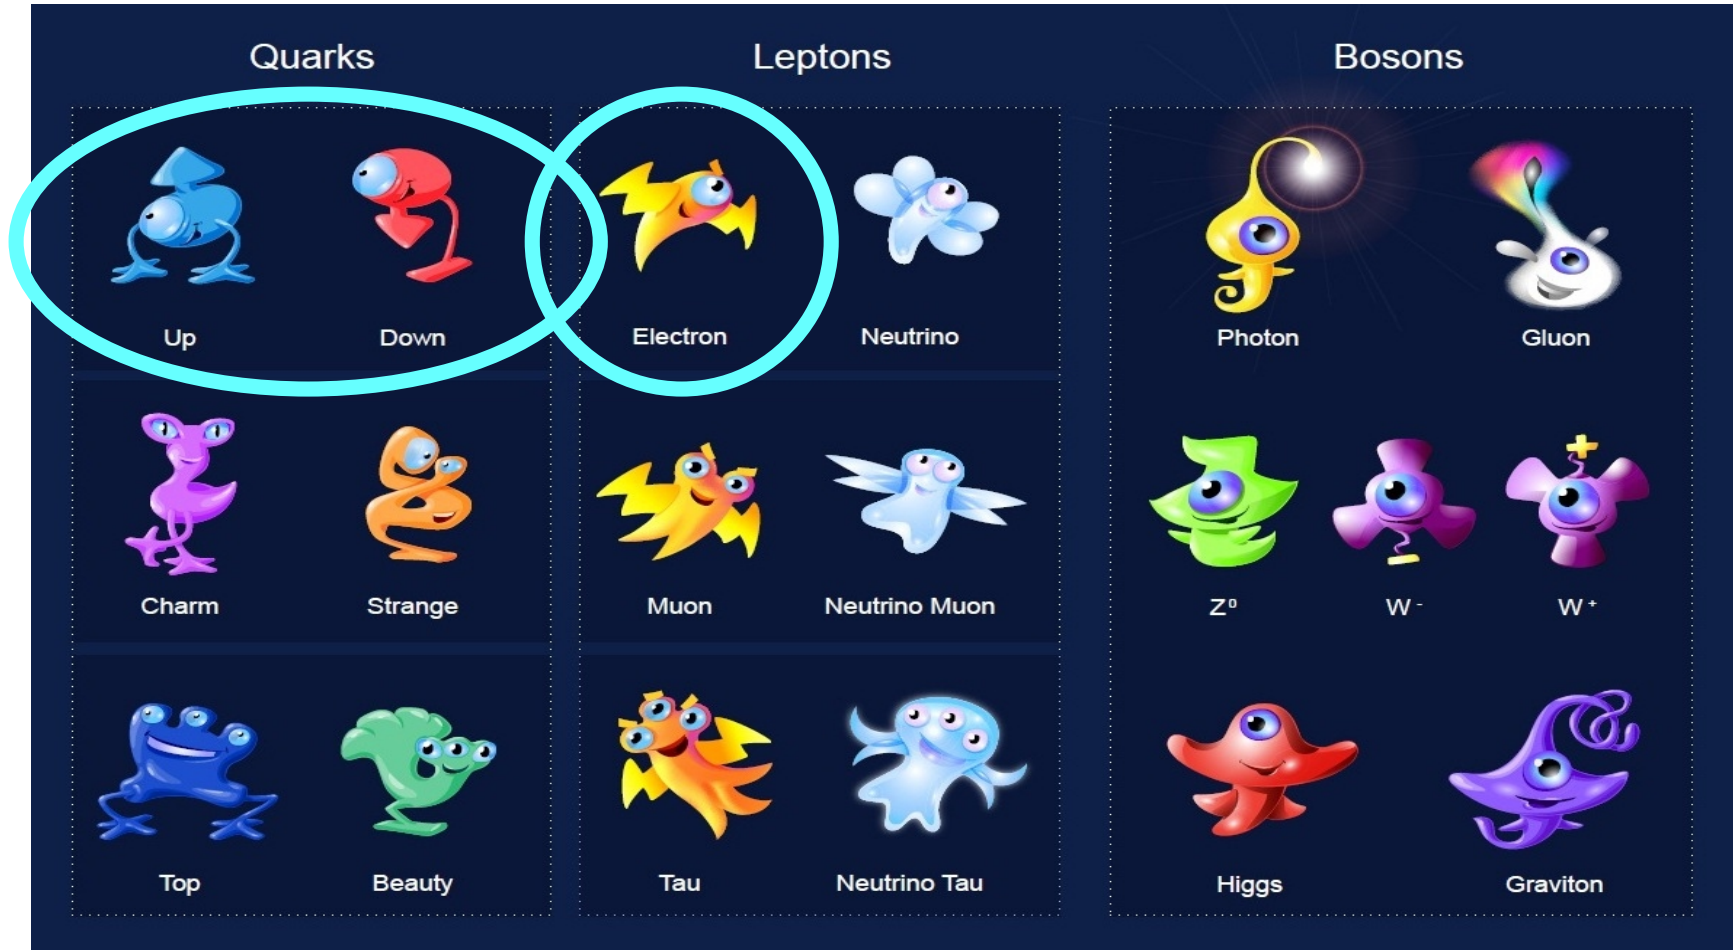 Quarks Leptons Bosons
Up Down Electron Neutrino Photon Gluon
Charm Strange Muon Neutrino Muon Z⁰ W⁻ W⁺
Top Beauty Tau Neutrino Tau Higgs Graviton